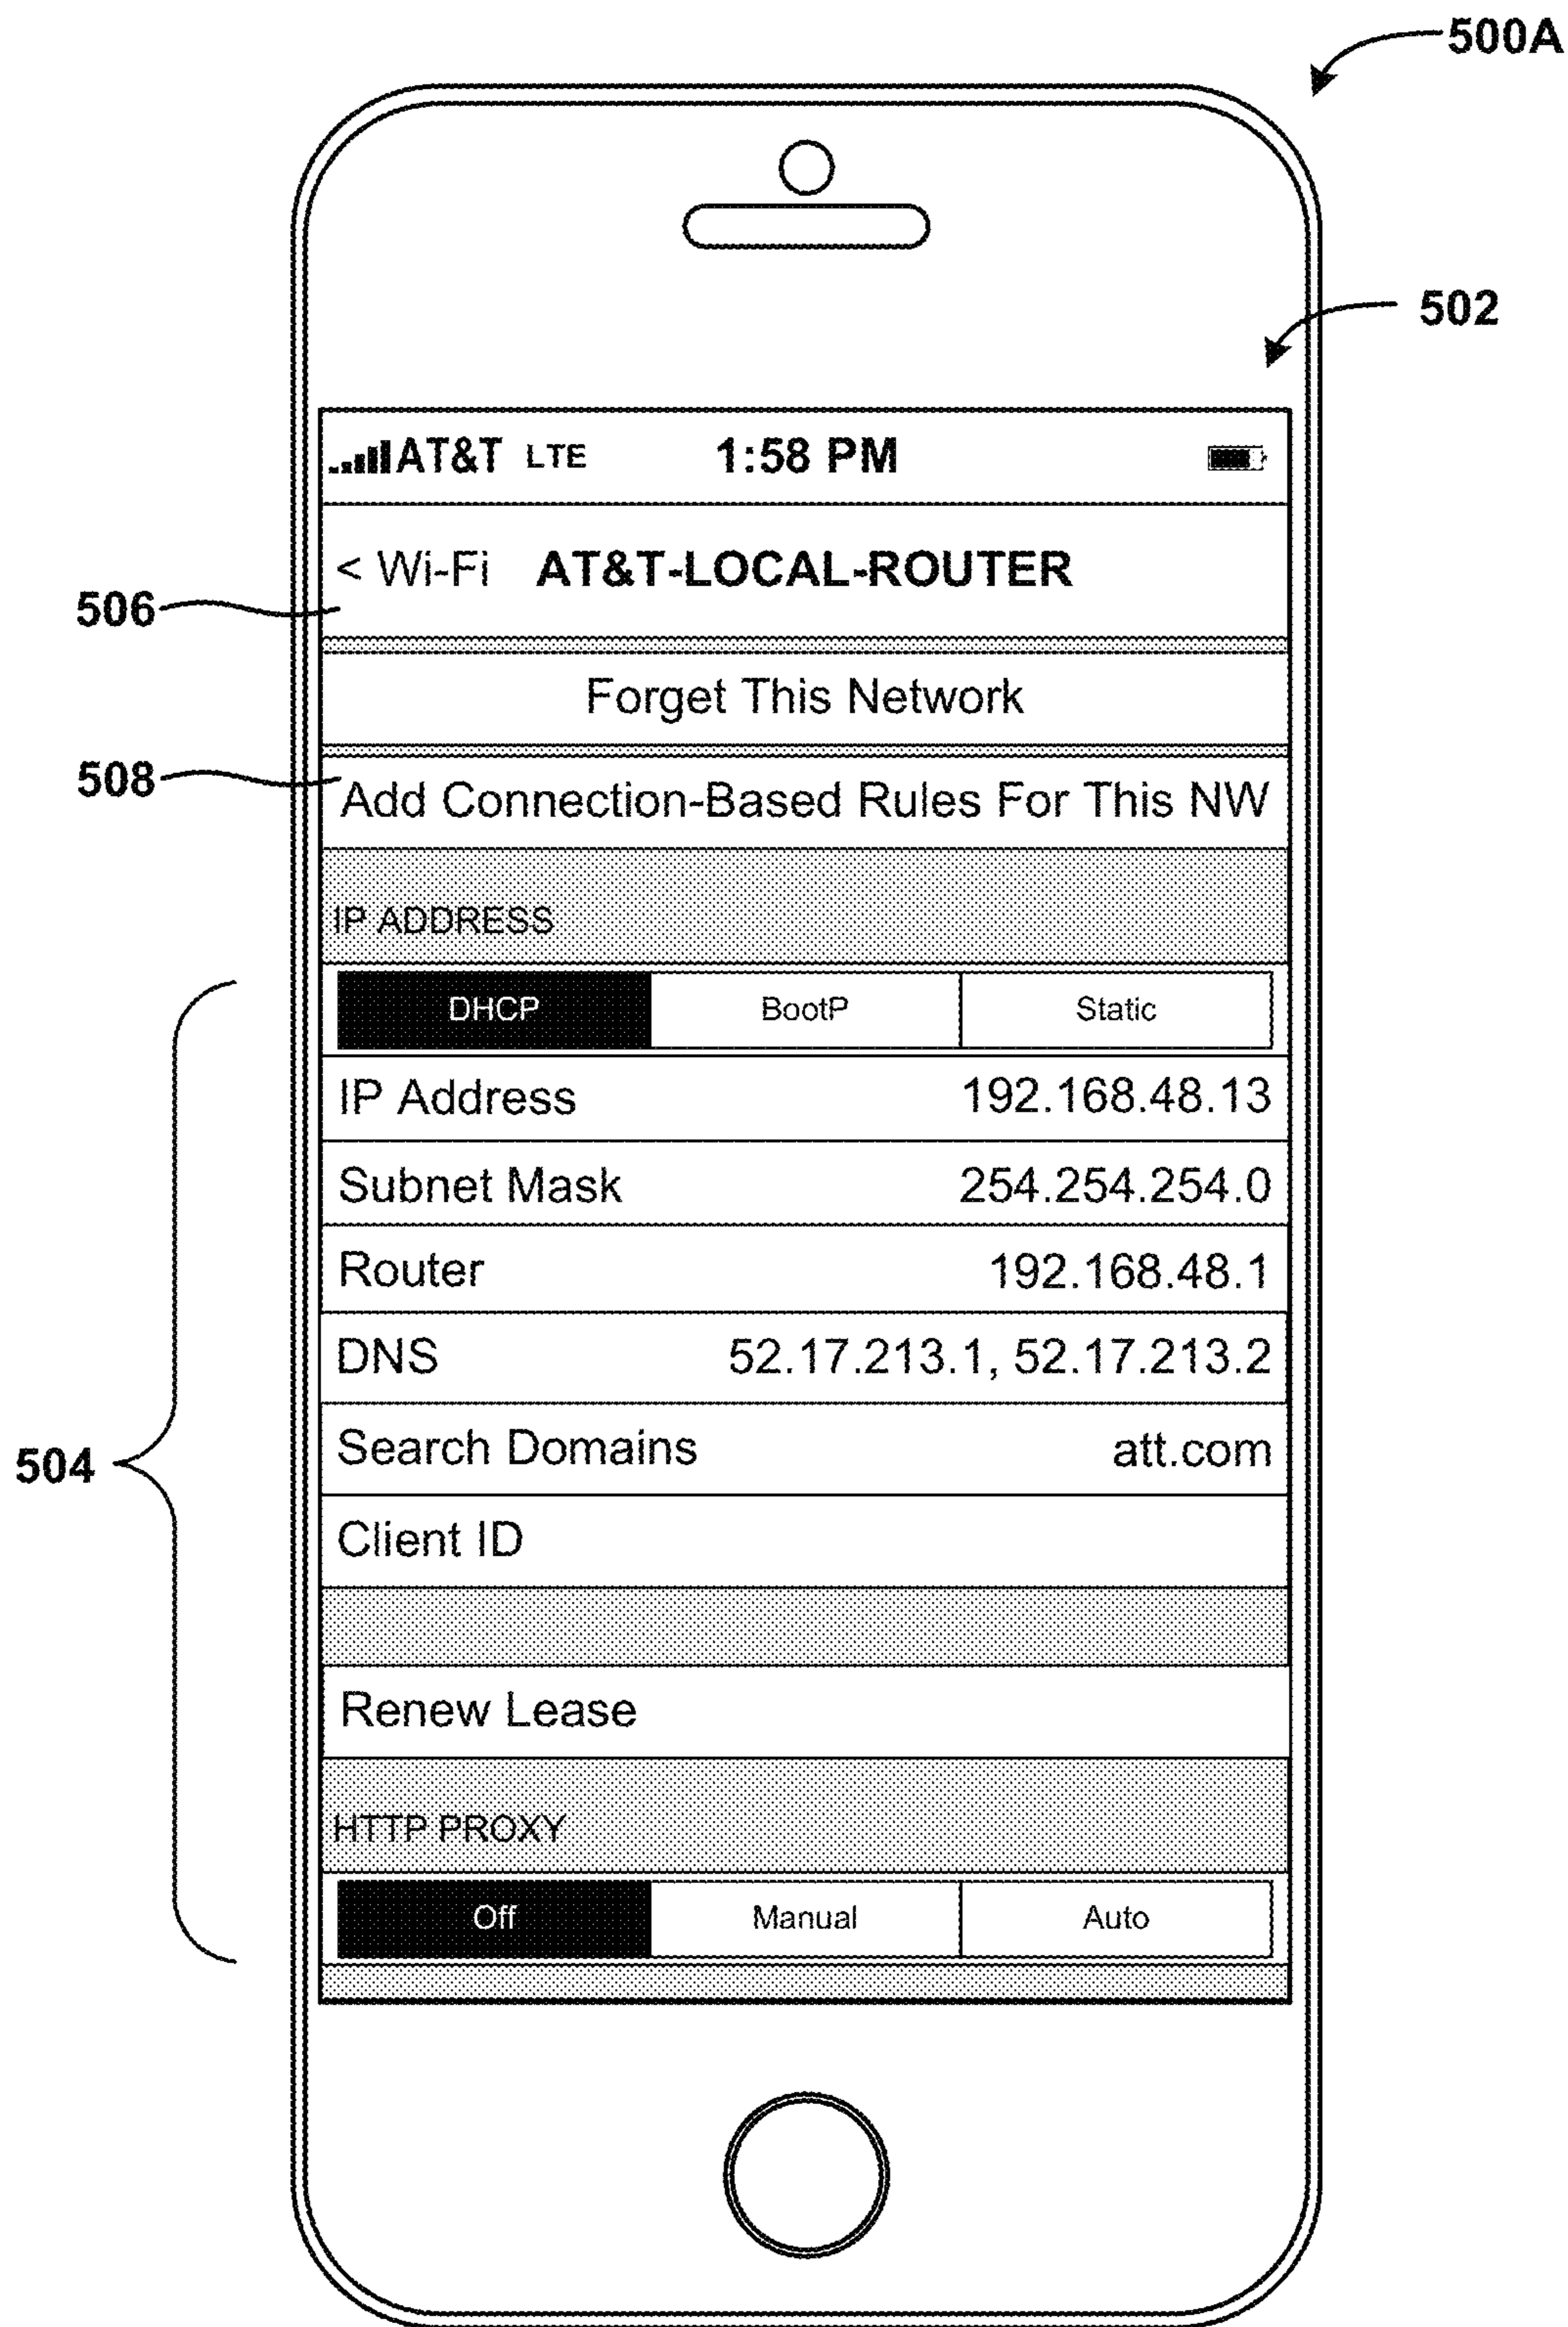 500A
502
AT&T LTE 1:58 PM
< Wi-Fi AT&T-LOCAL-ROUTER
506
Forget This Network
508
Add Connection-Based Rules For This NW
IP ADDRESS
DHCP BootP Static
IP Address 192.168.48.13
Subnet Mask 254.254.254.0
Router 192.168.48.1
DNS 52.17.213.1, 52.17.213.2
504
Search Domains att.com
Client ID
Renew Lease
HTTP PROXY
Off Manual Auto